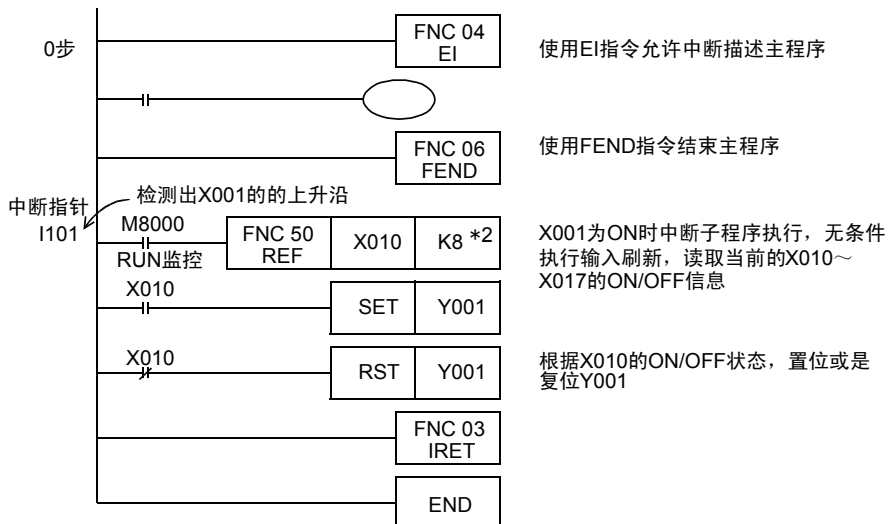 0步
FNC 04
EI
使用EI指令允许中断描述主程序
FNC 06
FEND
使用FEND指令结束主程序
中断指针
I101
检测出X001的的上升沿
M8000
RUN监控
FNC 50
REF
X010
K8 *2
X001为ON时中断子程序执行，无条件
执行输入刷新，读取当前的X010～
X017的ON/OFF信息
X010
SET
Y001
X010
RST
Y001
根据X010的ON/OFF状态，置位或是
复位Y001
FNC 03
IRET
END